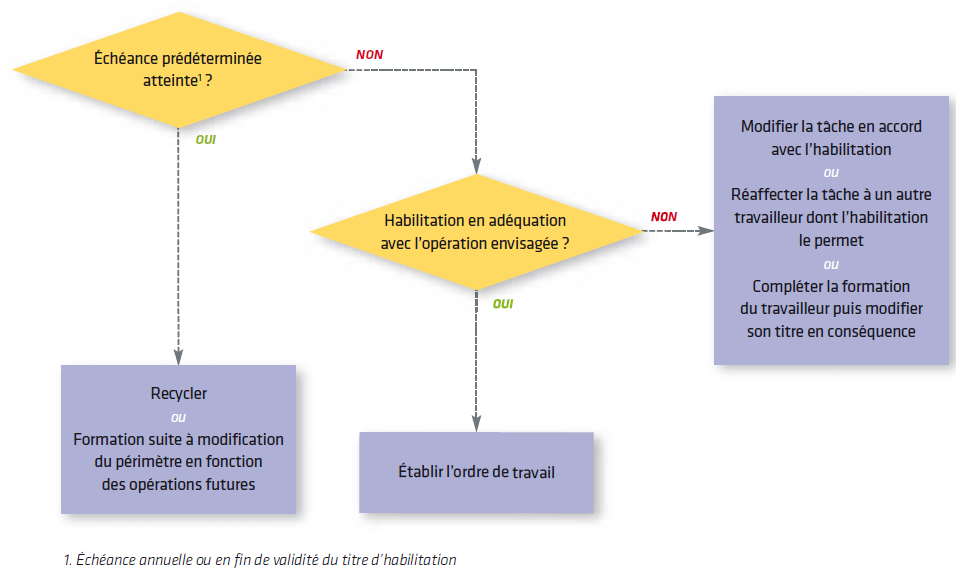 Échéance prédéterminée
atteinte¹ ?
NON
OUI
Habilitation en adéquation
avec l'opération envisagée ?
NON
OUI
Modifier la tâche en accord
avec l'habilitation
ou
Réaffecter la tâche à un autre
travailleur dont l'habilitation
le permet
ou
Compléter la formation
du travailleur puis modifier
son titre en conséquence
Recycler
ou
Formation suite à modification
du périmètre en fonction
des opérations futures
Établir l'ordre de travail
1. Échéance annuelle ou en fin de validité du titre d'habilitation